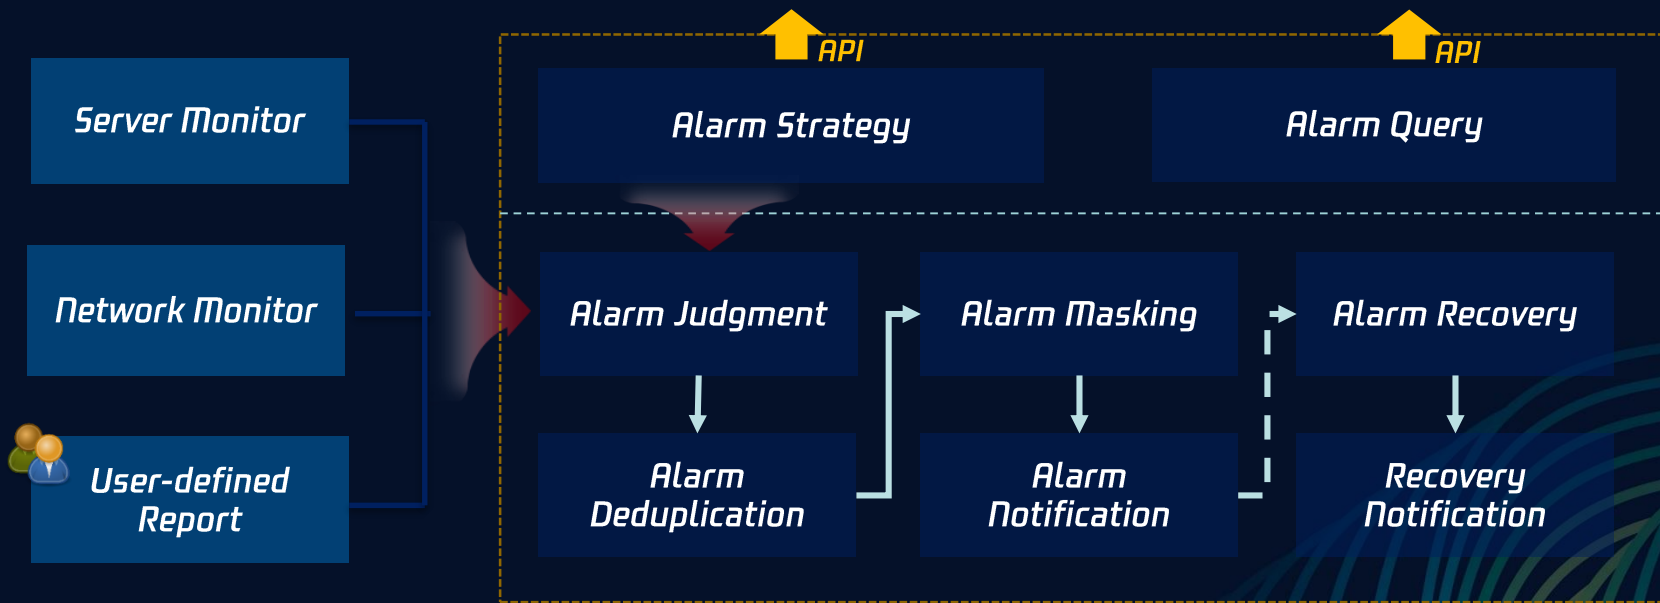 API
API
Server Monitor
Alarm Strategy
Alarm Query
Network Monitor
Alarm Judgment
Alarm Masking
Alarm Recovery
User-defined
Report
Alarm
Deduplication
Alarm
Notification
Recovery
Notification